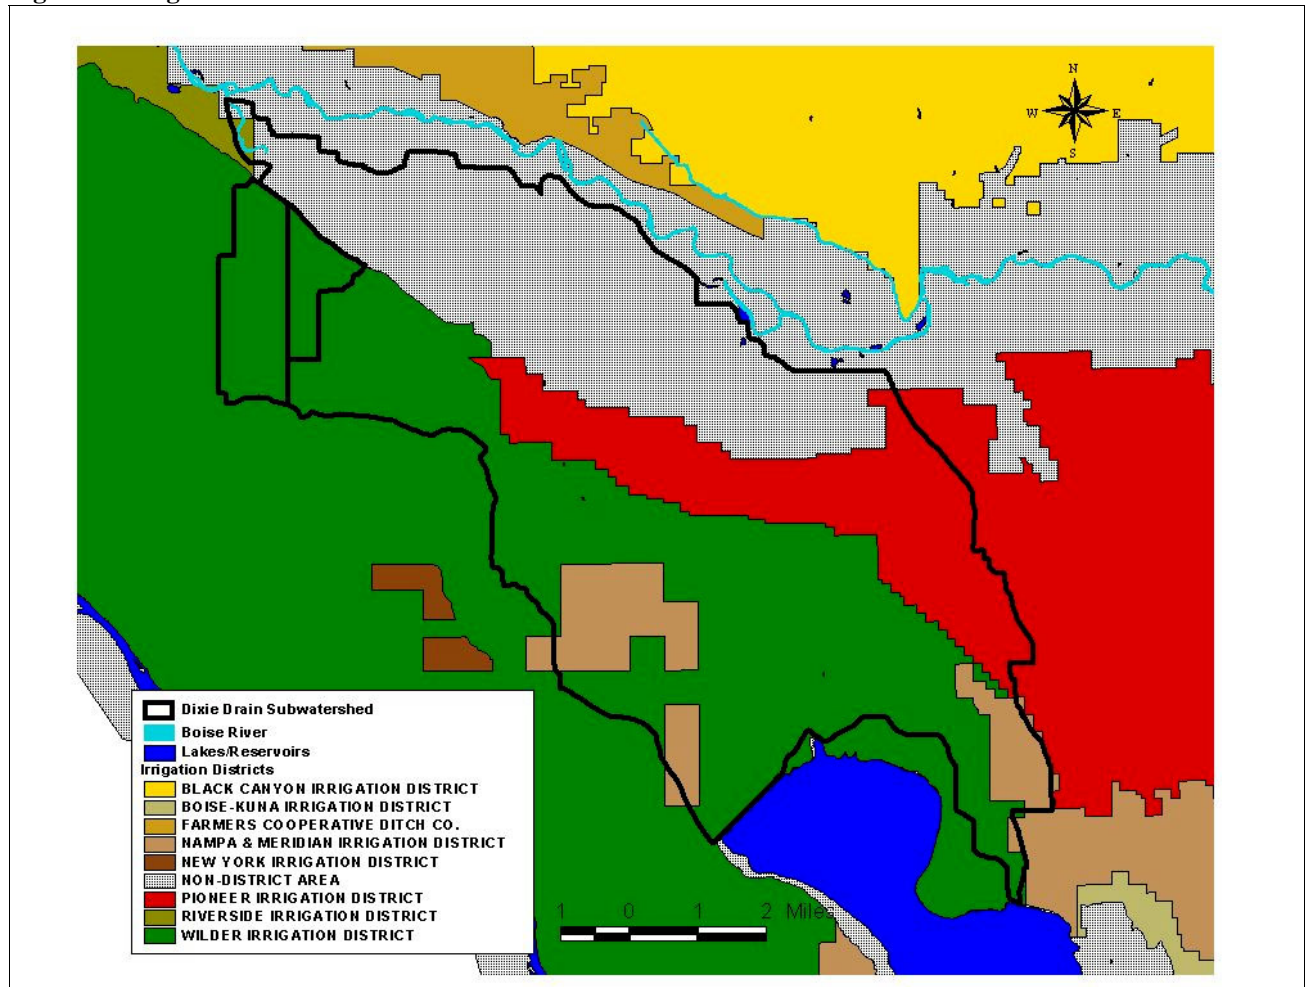 N
W E
S
Dixie Drain Subwatershed
Boise River
Lakes/Reservoirs
Irrigation Districts
BLACK CANYON IRRIGATION DISTRICT
BOISE-KUNA IRRIGATION DISTRICT
FARMERS COOPERATIVE DITCH CO.
NAMPA & MERIDIAN IRRIGATION DISTRICT
NEW YORK IRRIGATION DISTRICT
NON-DISTRICT AREA
PIONEER IRRIGATION DISTRICT
RIVERSIDE IRRIGATION DISTRICT
WILDER IRRIGATION DISTRICT
1 0 1 2 Miles